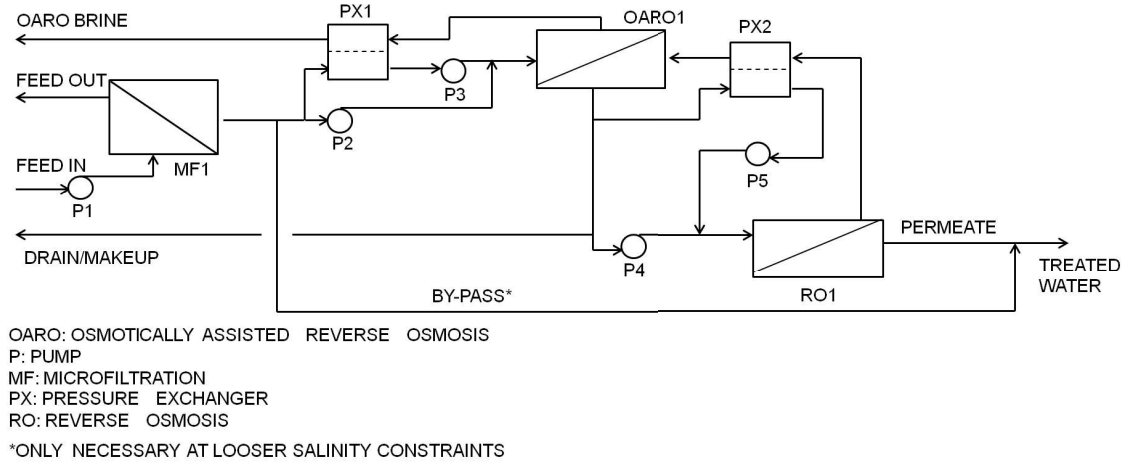 OARO BRINE
PX1
OARO1
PX2
FEED OUT
P3
P2
FEED IN
MF1
P1
P5
PERMEATE
DRAIN/MAKEUP
P4
TREATED
WATER
BY-PASS*
RO1
OARO: OSMOTICALLY ASSISTED REVERSE OSMOSIS
P: PUMP
MF: MICROFILTRATION
PX: PRESSURE EXCHANGER
RO: REVERSE OSMOSIS
*ONLY NECESSARY AT LOOSER SALINITY CONSTRAINTS